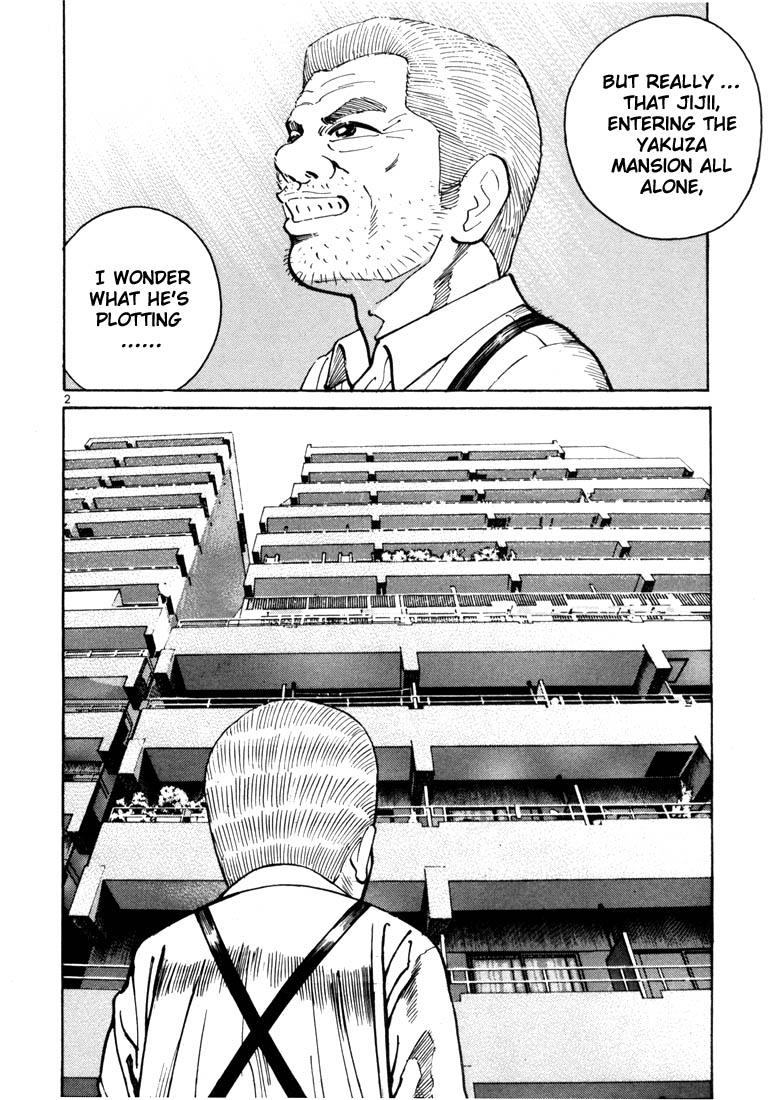 BUT REALLY ...
THAT JIJII,
ENTERING THE
YAKUZA
MANSION ALL
ALONE,
I WONDER
WHAT HE'S
PLOTTING
......
2